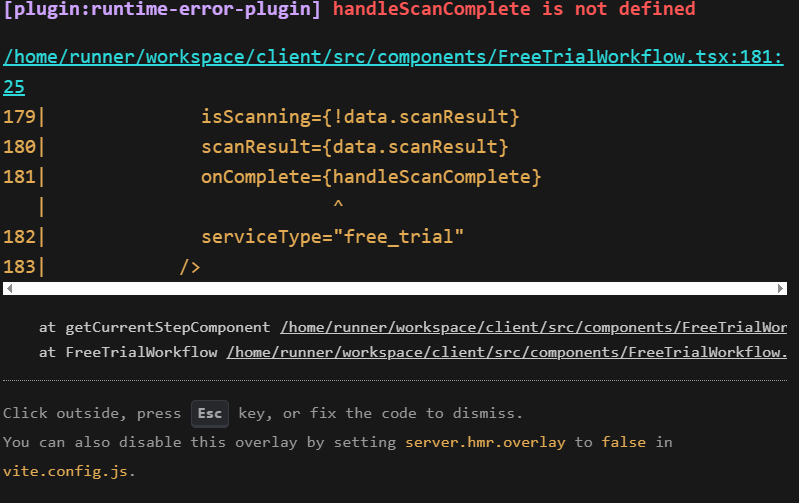 [plugin:runtime-error-plugin] handleScanComplete is not defined
/home/runner/workspace/client/src/components/FreeTrialWorkflow.tsx:181:
25
179|              isScanning={!data.scanResult}
180|              scanResult={data.scanResult}
181|              onComplete={handleScanComplete}
   |                          ^
182|              serviceType="free_trial"
183|            />
at getCurrentStepComponent /home/runner/workspace/client/src/components/FreeTrialWor
at FreeTrialWorkflow /home/runner/workspace/client/src/components/FreeTrialWorkflow.
Click outside, press Esc key, or fix the code to dismiss.
You can also disable this overlay by setting server.hmr.overlay to false in
vite.config.js.